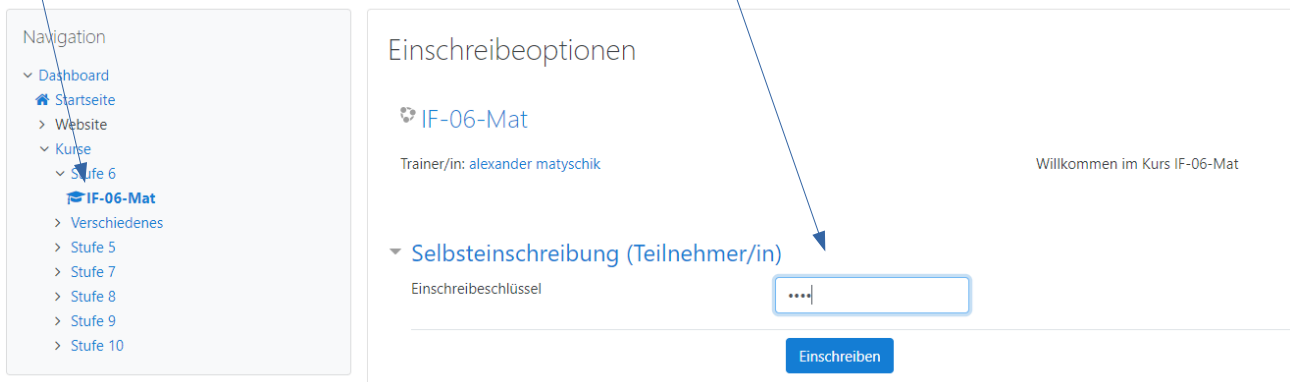 Navigation
Dashboard
Startseite
Website
Kurse
Stufe 6
IF-06-Mat
Verschiedenes
Stufe 5
Stufe 7
Stufe 8
Stufe 9
Stufe 10
Einschreibeoptionen
IF-06-Mat
Trainer/in: alexander matyschik
Willkommen im Kurs IF-06-Mat
Selbsteinschreibung (Teilnehmer/in)
Einschreibeschlüssel
••••
Einschreiben